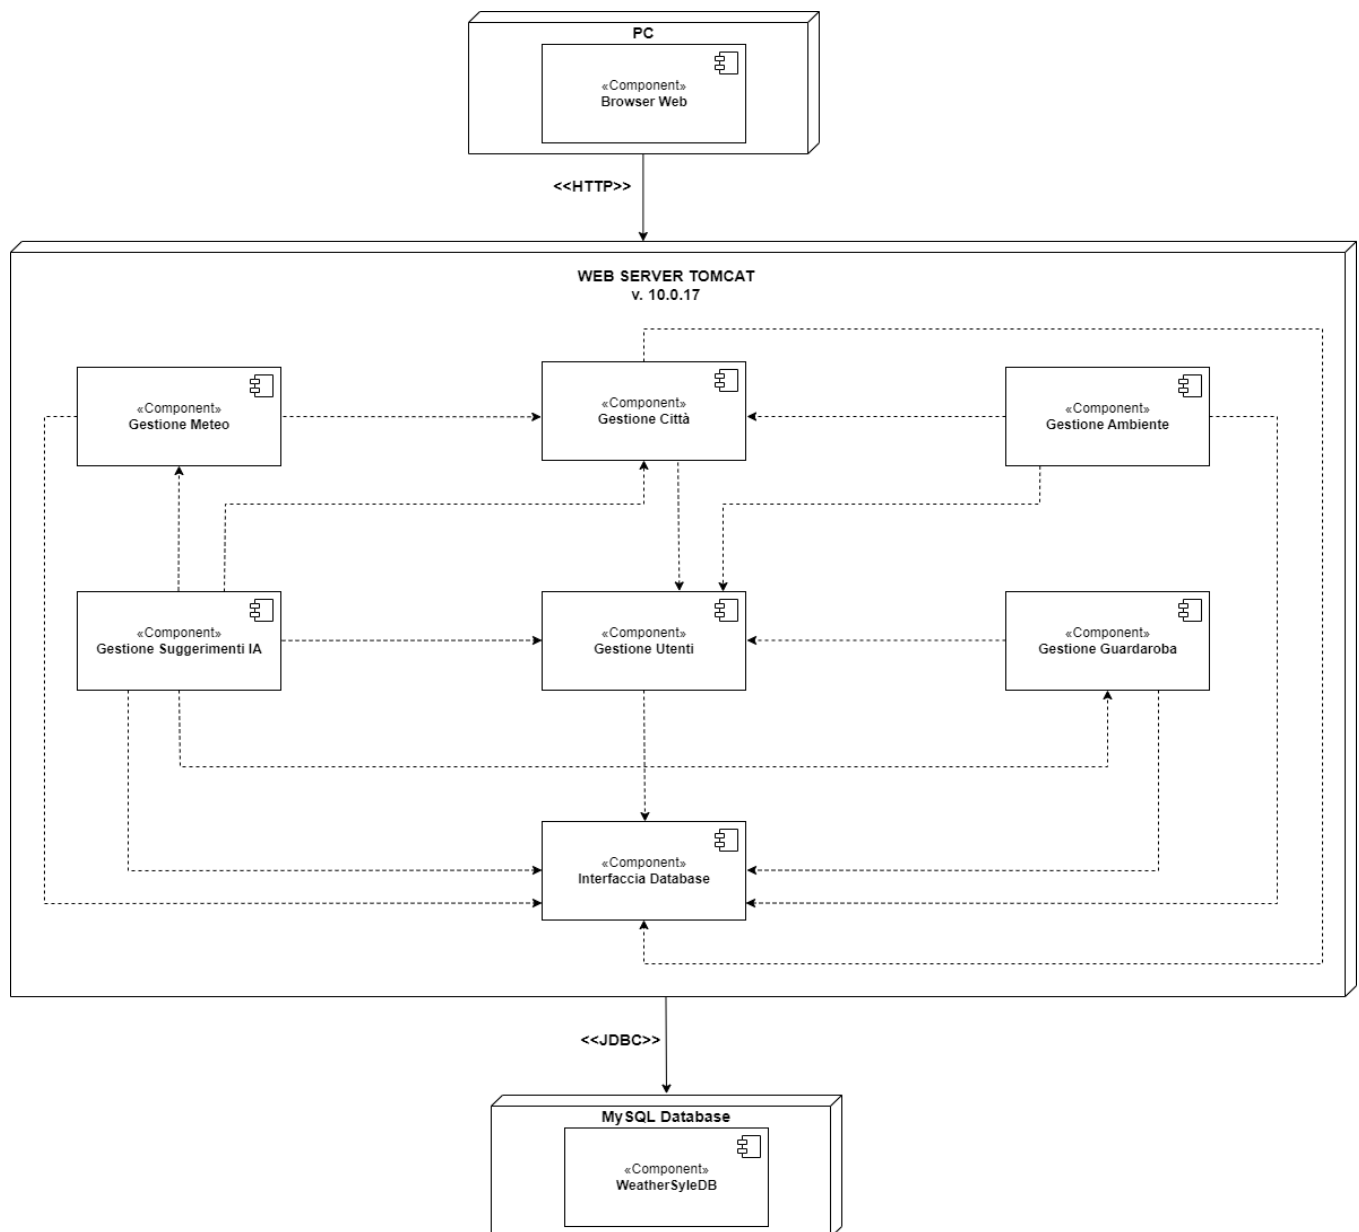 PC
«Component»
Browser Web
<<HTTP>>
WEB SERVER TOMCAT
v. 10.0.17
«Component»
Gestione Meteo
«Component»
Gestione Città
«Component»
Gestione Ambiente
«Component»
Gestione Suggerimenti IA
«Component»
Gestione Utenti
«Component»
Gestione Guardaroba
«Component»
Interfaccia Database
<<JDBC>>
MySQL Database
«Component»
WeatherSyleDB